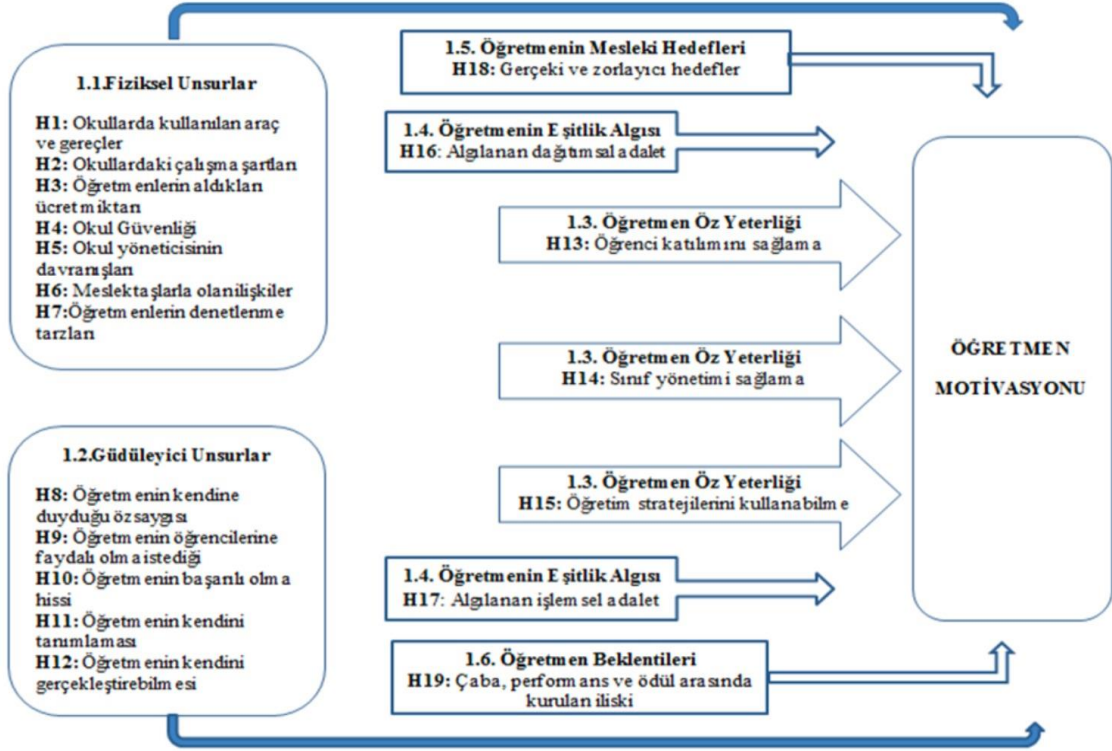 1.1.Fiziksel Unsurlar
H1: Okullarda kullanılan araç
ve gereçler
H2: Okullardaki çalışma şartları
H3: Öğretmenlerin aldıkları
ücret miktarı
H4: Okul Güvenliği
H5: Okul yöneticisinin
davranışları
H6: Meslektaşlarla olanilişkiler
H7:Öğretmenlerin denetlenme
tarzları
1.2.Güdüleyici Unsurlar
H8: Öğretmenin kendine
duyduğu öz saygısı
H9: Öğretmenin öğrencilerine
faydalı olma istediği
H10: Öğretmenin başarılı olma
hissi
H11: Öğretmenin kendini
tanımlaması
H12: Öğretmenin kendini
gerçekleştirebilmesi
1.5. Öğretmenin Mesleki Hedefleri
H18: Gerçeki ve zorlayıcı hedefler
1.4. Öğretmenin Eşitlik Algısı
H16: Algılanan dağıtımsal adalet
1.3. Öğretmen Öz Yeterliği
H13: Öğrenci katılımını sağlama
1.3. Öğretmen Öz Yeterliği
H14: Sınıf yönetimi sağlama
1.3. Öğretmen Öz Yeterliği
H15: Öğretim stratejilerini kullanabilme
1.4. Öğretmenin Eşitlik Algısı
H17: Algılanan işlemsel adalet
1.6. Öğretmen Beklentileri
H19: Çaba, performans ve ödül arasında
kurulan iliski
ÖĞRETMEN
MOTİVASYONU